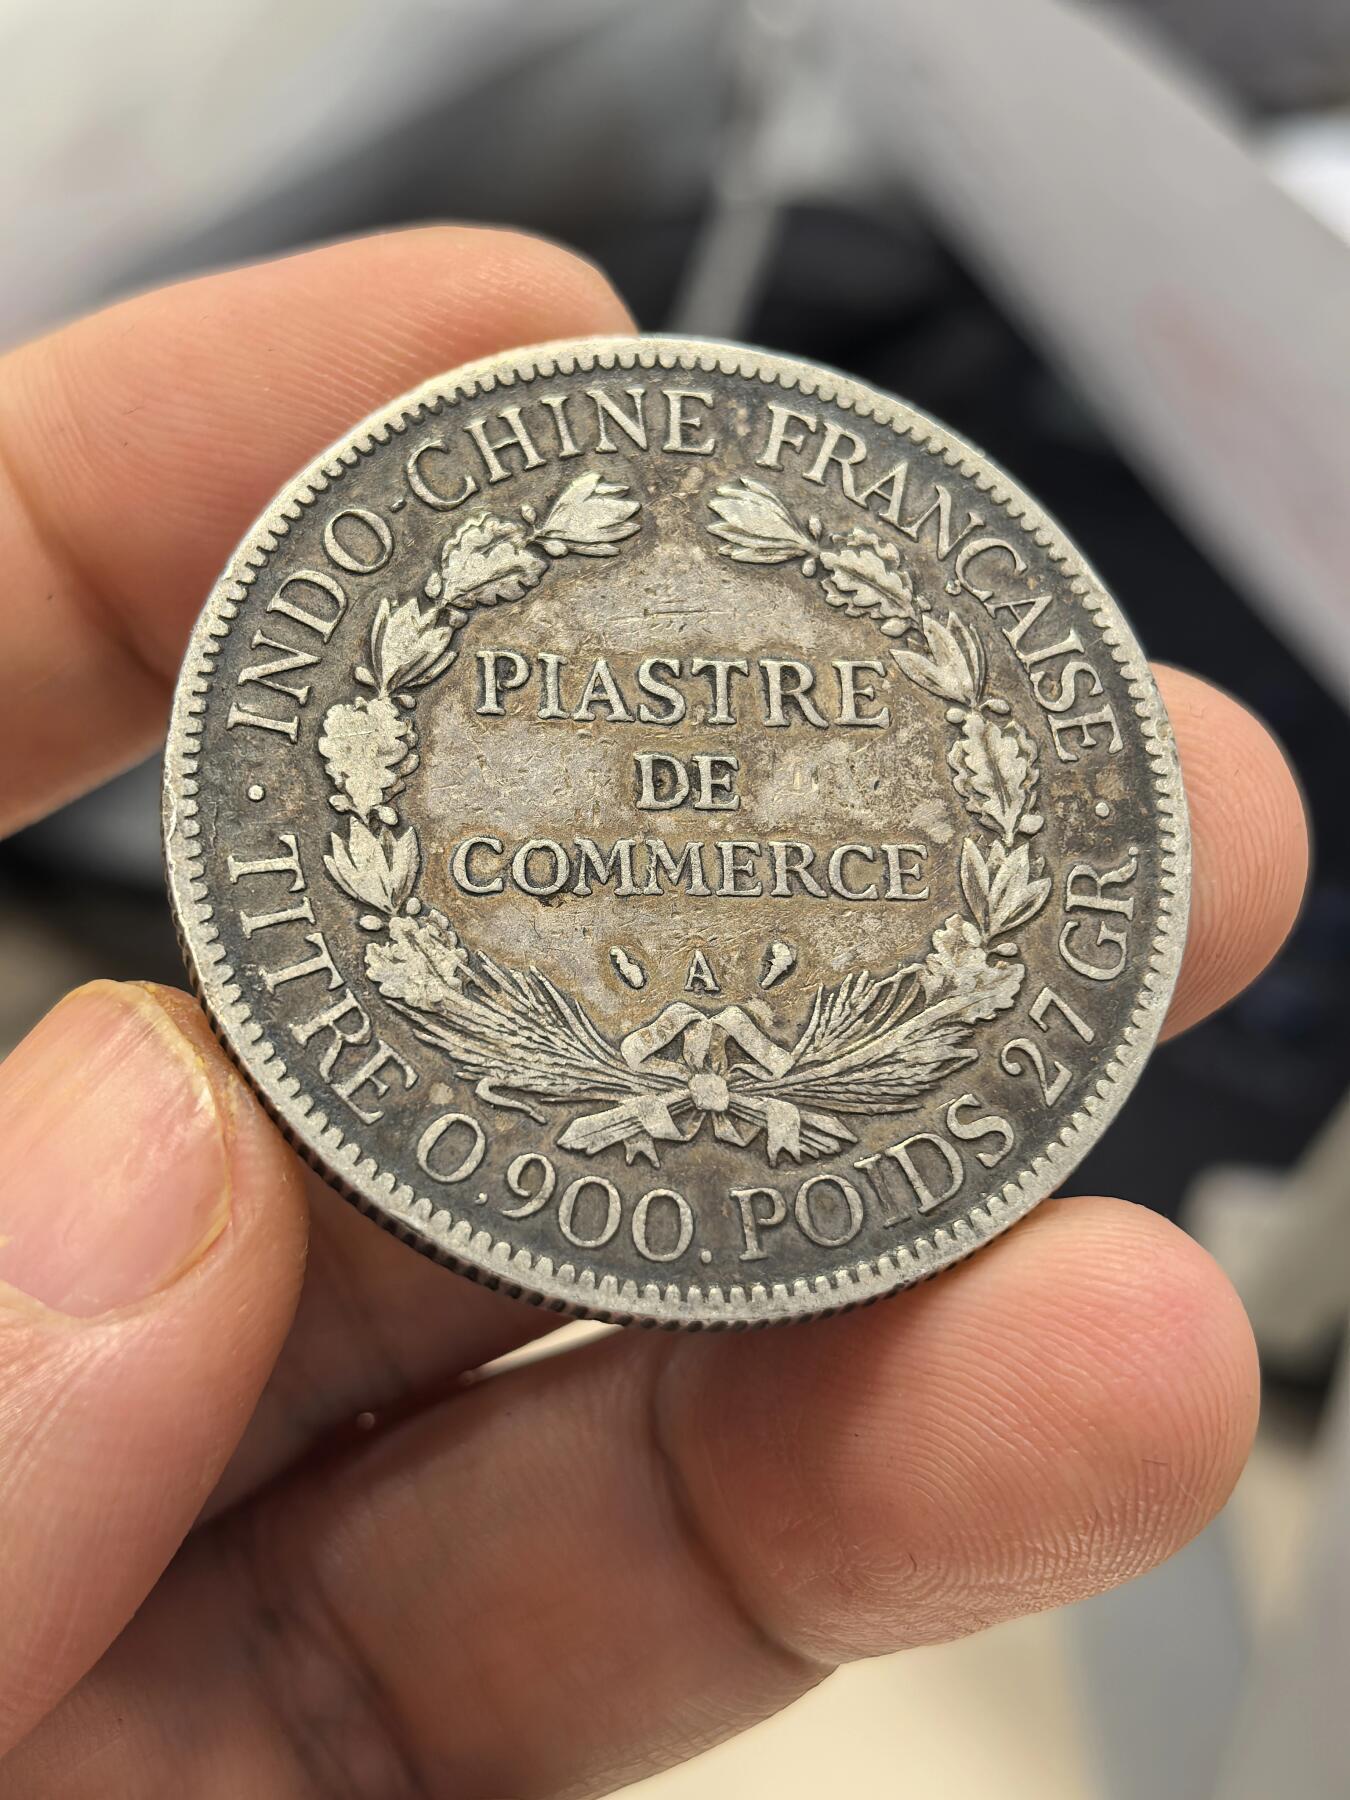 · INDO-CHINE FRANÇAISE ·
PIASTRE
DE
COMMERCE
A
TITRE 0.900. POIDS 27 GR.